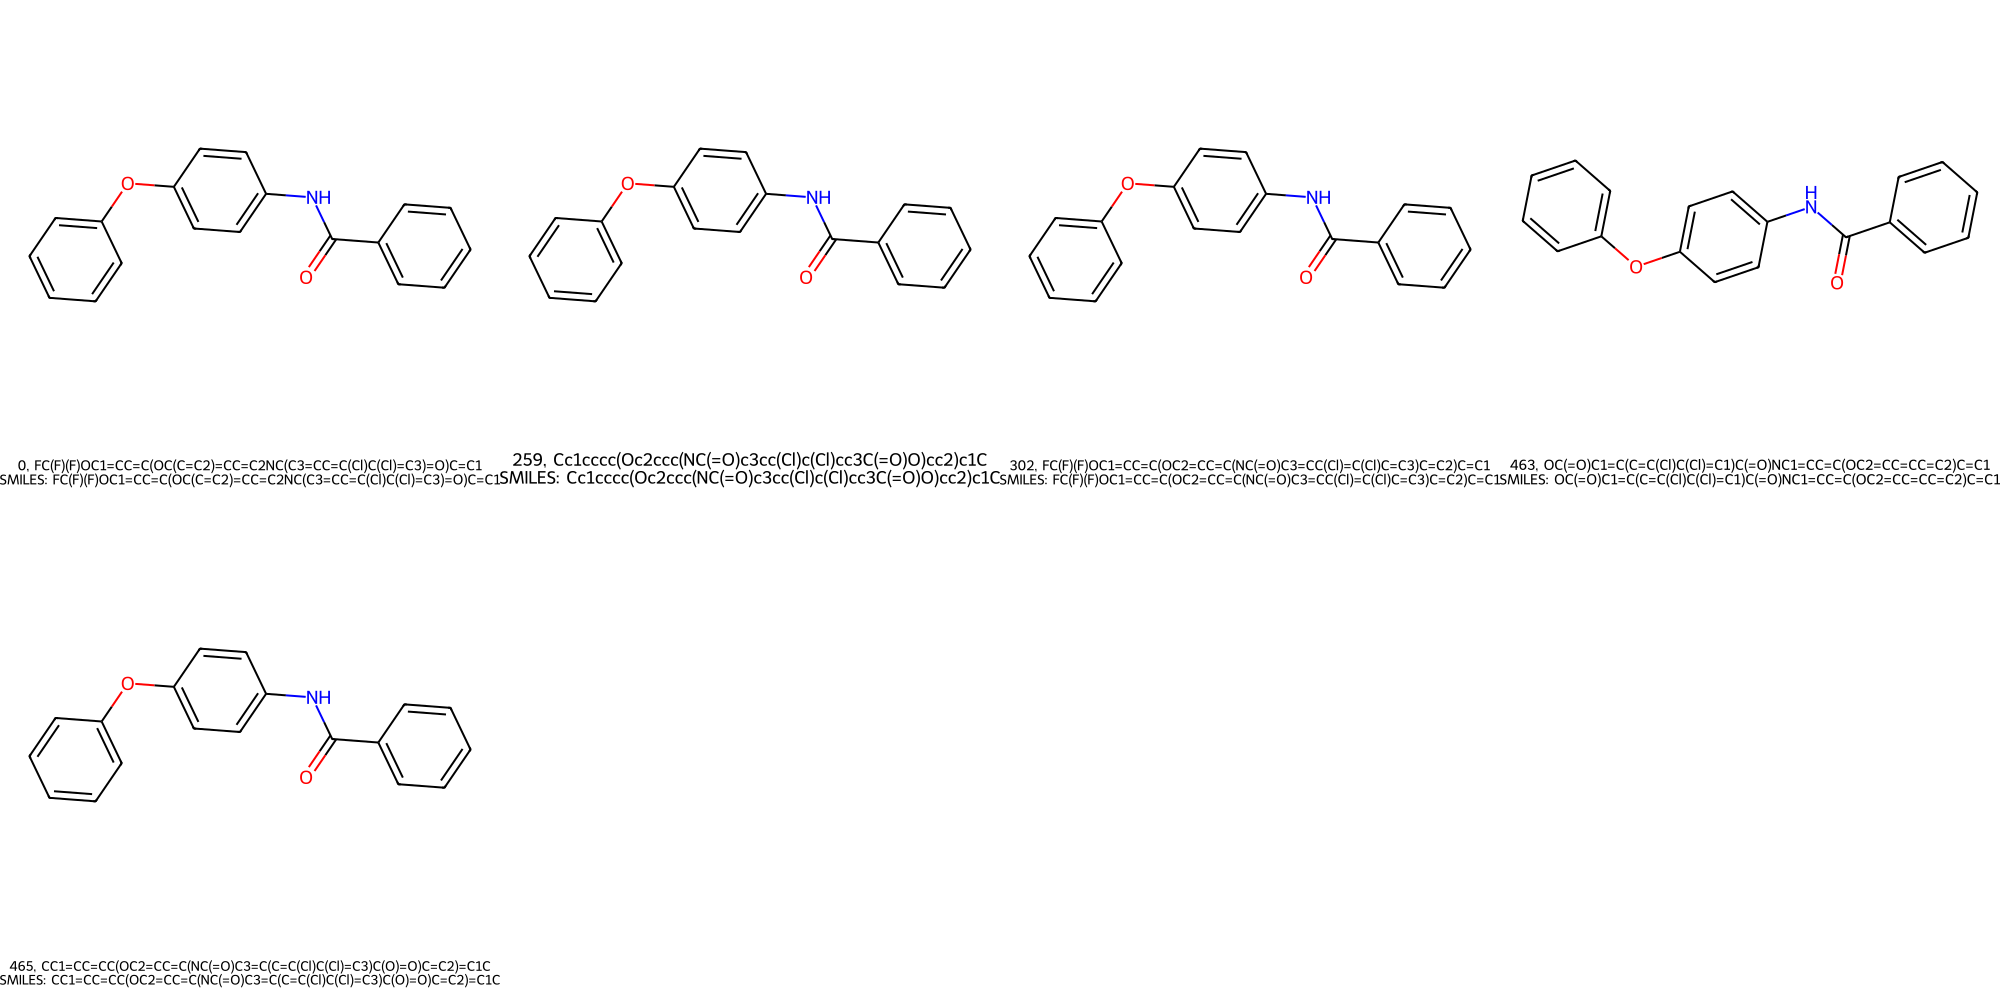 O
NH
O
O
NH
O
O
NH
O
H
N
O
O
0, FC(F)(F)OC1=CC=C(OC(C=C2)=CC=C2NC(C3=CC=C(Cl)C(Cl)=C3)=O)C=C1
SMILES: FC(F)(F)OC1=CC=C(OC(C=C2)=CC=C2NC(C3=CC=C(Cl)C(Cl)=C3)=O)C=C1
259, Cc1cccc(Oc2ccc(NC(=O)c3cc(Cl)c(Cl)cc3C(=O)O)cc2)c1C
SMILES: Cc1cccc(Oc2ccc(NC(=O)c3cc(Cl)c(Cl)cc3C(=O)O)cc2)c1C
302, FC(F)(F)OC1=CC=C(OC2=CC=C(NC(=O)C3=CC(Cl)=C(Cl)C=C3)C=C2)C=C1
SMILES: FC(F)(F)OC1=CC=C(OC2=CC=C(NC(=O)C3=CC(Cl)=C(Cl)C=C3)C=C2)C=C1
463, OC(=O)C1=C(C=C(Cl)C(Cl)=C1)C(=O)NC1=CC=C(OC2=CC=CC=C2)C=C1
SMILES: OC(=O)C1=C(C=C(Cl)C(Cl)=C1)C(=O)NC1=CC=C(OC2=CC=CC=C2)C=C1
O
NH
O
465, CC1=CC=CC(OC2=CC=C(NC(=O)C3=C(C=C(Cl)C(Cl)=C3)C(O)=O)C=C2)=C1C
SMILES: CC1=CC=CC(OC2=CC=C(NC(=O)C3=C(C=C(Cl)C(Cl)=C3)C(O)=O)C=C2)=C1C